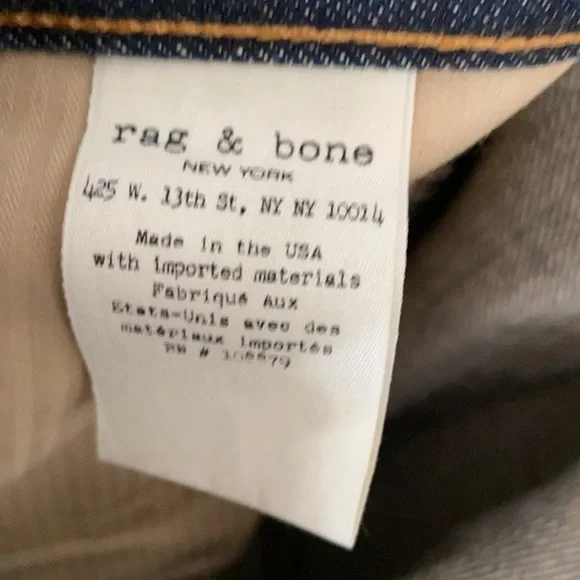 rag & bone
NEW YORK
425 W. 13th St, NY NY 10014
Made in the USA
with imported materials
Fabriqué Aux
Etats-Unis avec des
matériaux importés
RN #